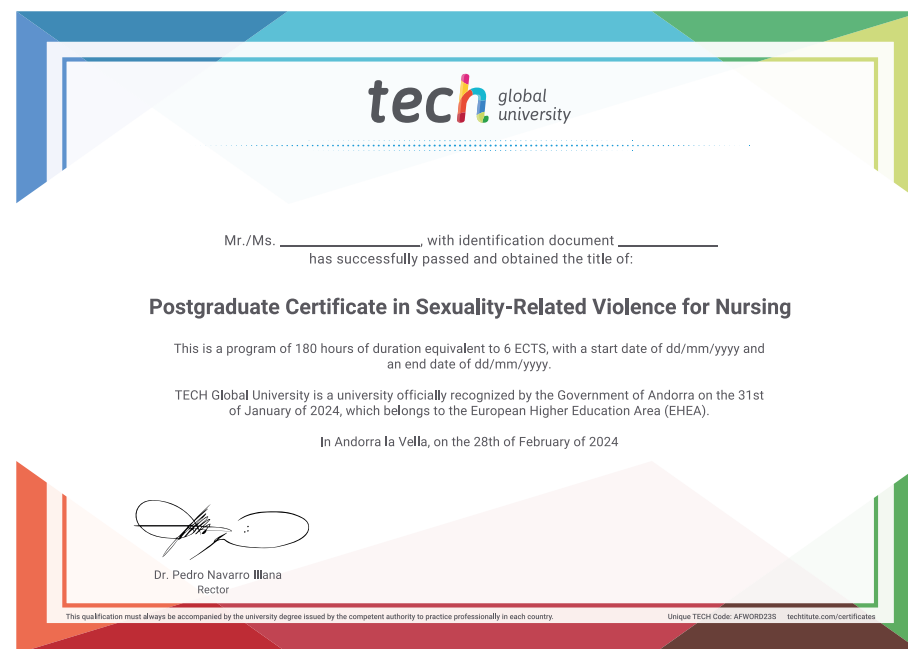 tech global university
Mr./Ms. ____________________, with identification document ______________
has successfully passed and obtained the title of:
Postgraduate Certificate in Sexuality-Related Violence for Nursing
This is a program of 180 hours of duration equivalent to 6 ECTS, with a start date of dd/mm/yyyy and
an end date of dd/mm/yyyy.
TECH Global University is a university officially recognized by the Government of Andorra on the 31st
of January of 2024, which belongs to the European Higher Education Area (EHEA).
In Andorra la Vella, on the 28th of February of 2024
Dr. Pedro Navarro Illana
Rector
This qualification must always be accompanied by the university degree issued by the competent authority to practice professionally in each country.
Unique TECH Code: AFWORD23S techtitute.com/certificates